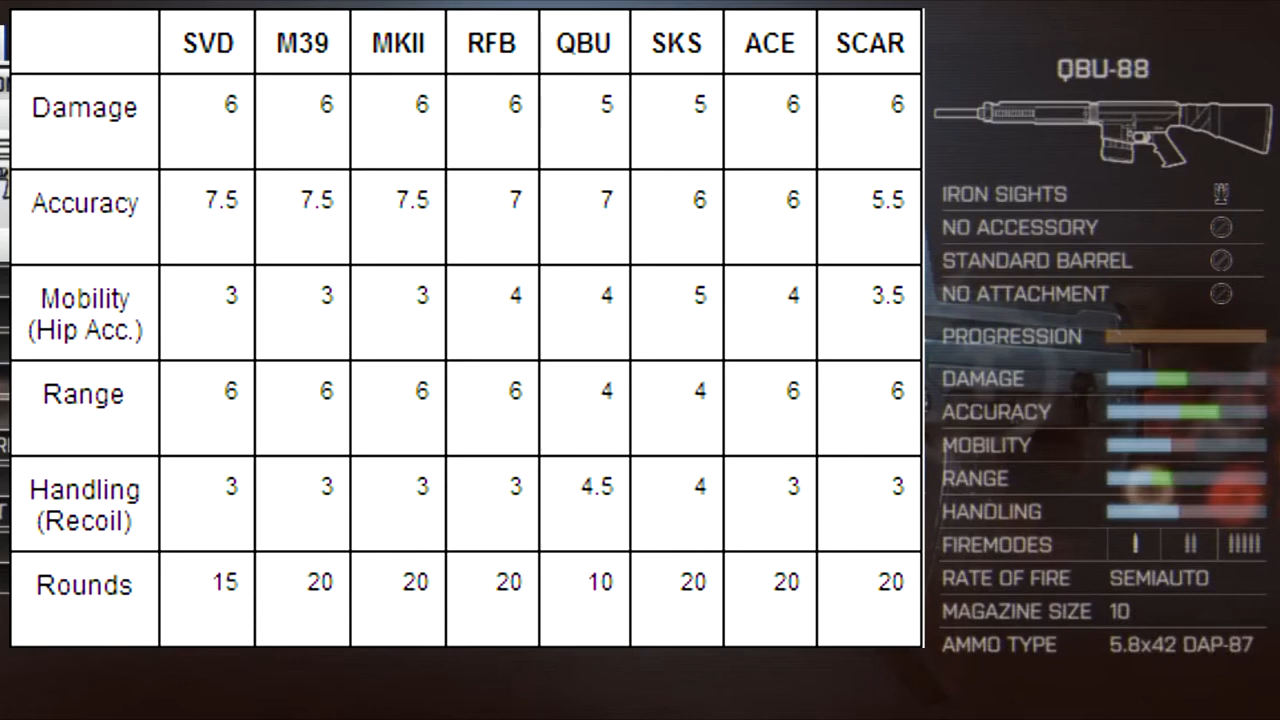 SVD M39 MKII RFB QBU SKS ACE SCAR
Damage 6 6 6 6 5 5 6 6
Accuracy 7.5 7.5 7.5 7 7 6 6 5.5
Mobility
(Hip Acc.) 3 3 3 4 4 5 4 3.5
Range 6 6 6 6 4 4 6 6
Handling
(Recoil) 3 3 3 3 4.5 4 3 3
Rounds 15 20 20 20 10 20 20 20
QBU-88
IRON SIGHTS
NO ACCESSORY
STANDARD BARREL
NO ATTACHMENT
PROGRESSION
DAMAGE
ACCURACY
MOBILITY
RANGE
HANDLING
FIREMODES
RATE OF FIRE SEMIAUTO
MAGAZINE SIZE 10
AMMO TYPE 5.8x42 DAP-87